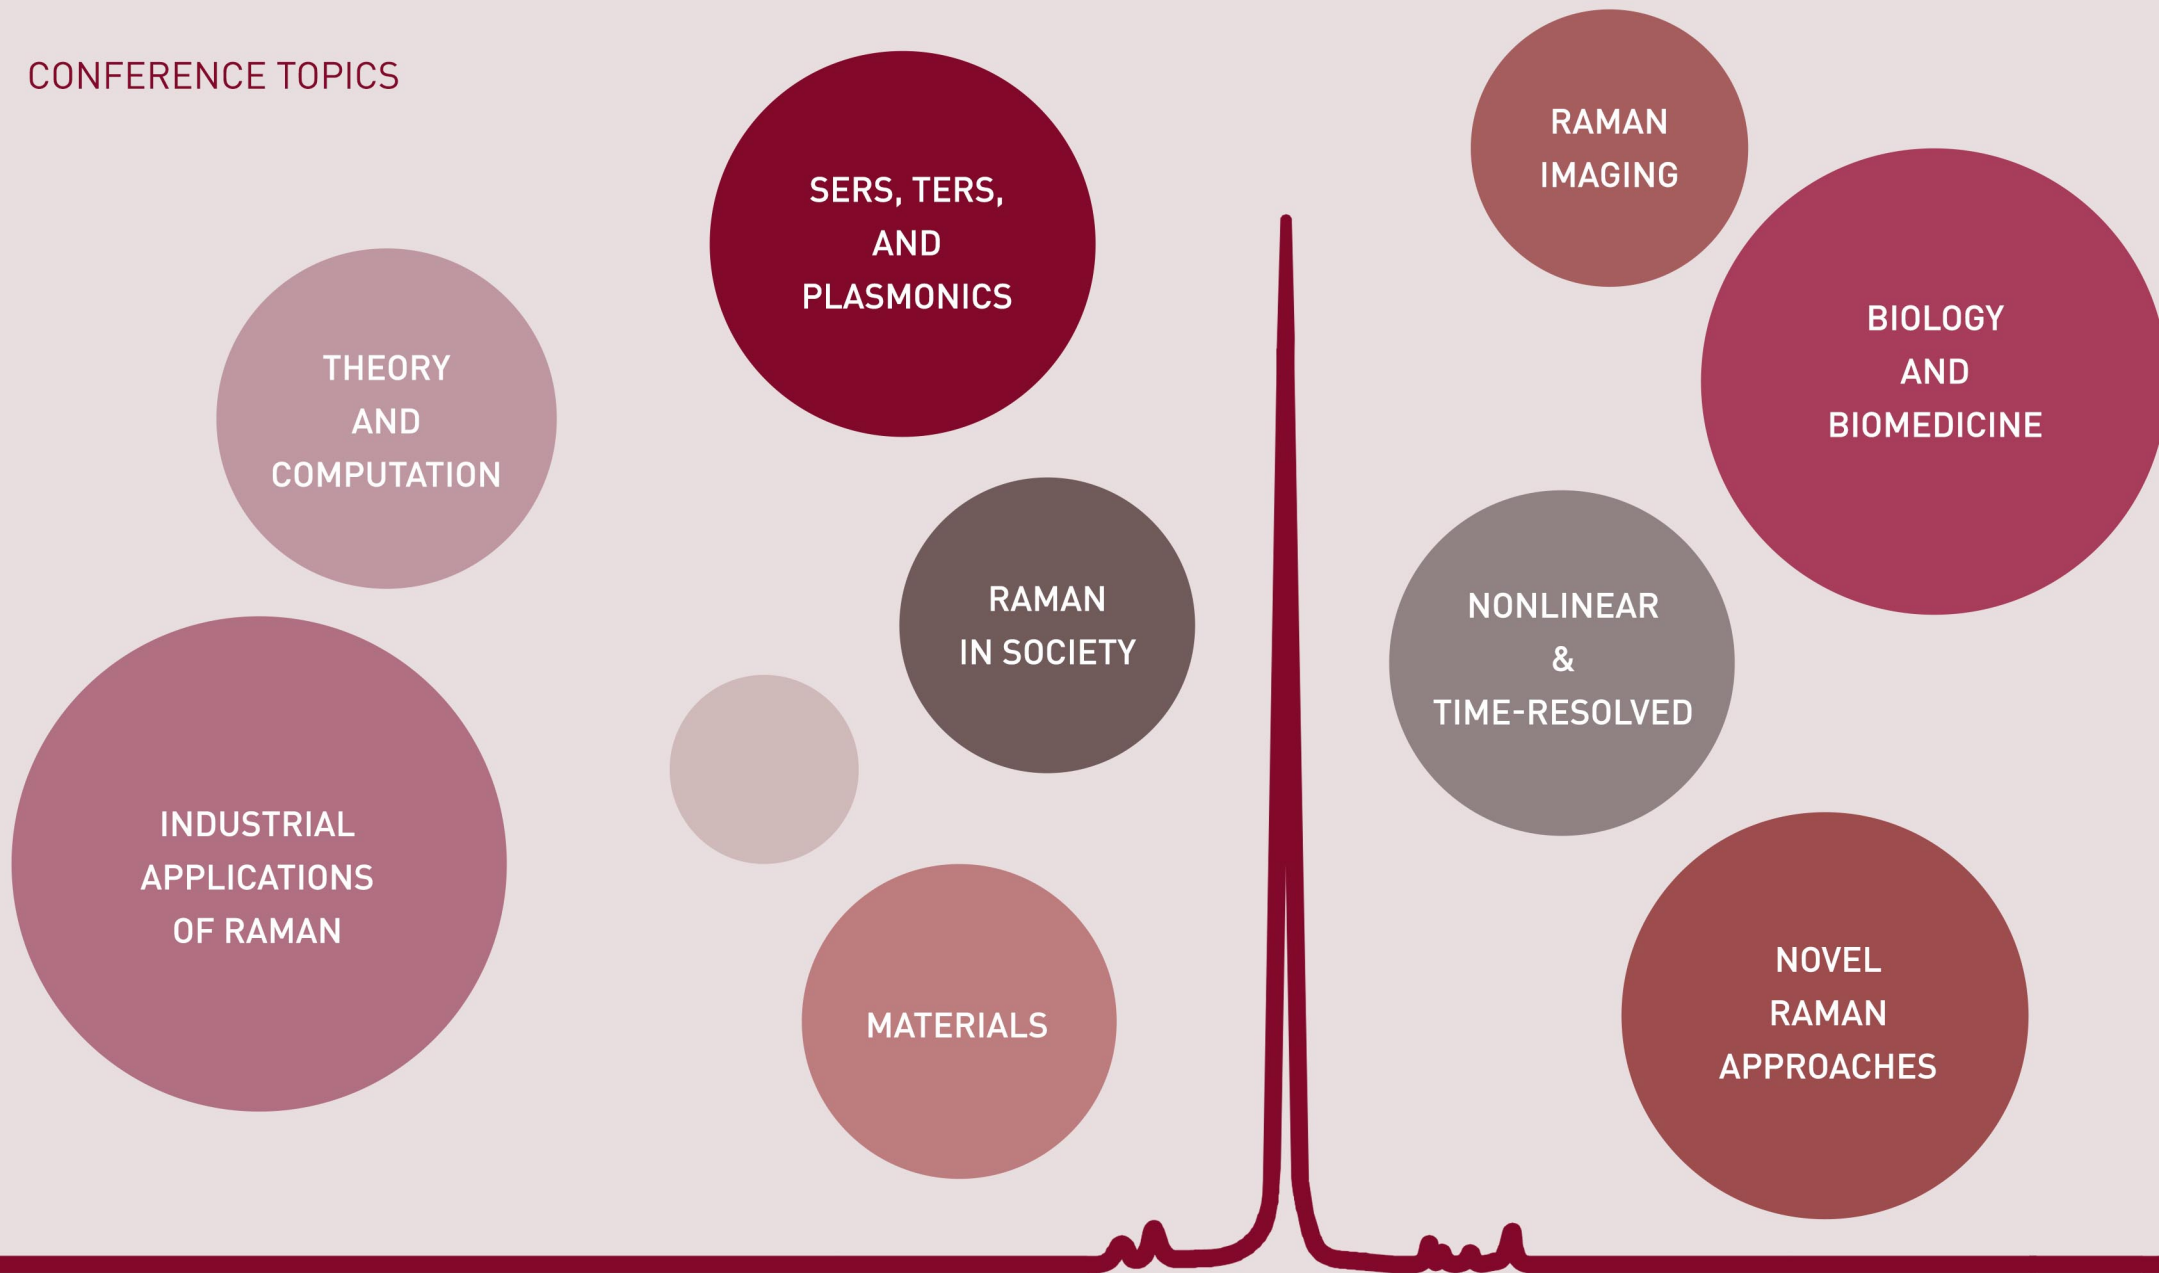 CONFERENCE TOPICS
SERS, TERS,
AND
PLASMONICS
RAMAN
IMAGING
BIOLOGY
AND
BIOMEDICINE
THEORY
AND
COMPUTATION
RAMAN
IN SOCIETY
NONLINEAR
&
TIME-RESOLVED
INDUSTRIAL
APPLICATIONS
OF RAMAN
MATERIALS
NOVEL
RAMAN
APPROACHES